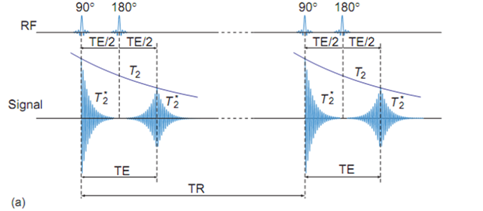 90° 180° 90° 180°
RF
TE/2 TE/2 TE/2 TE/2
T₂ T₂
Signal T₂* T₂* T₂* T₂*
TE TE
TR
(a)